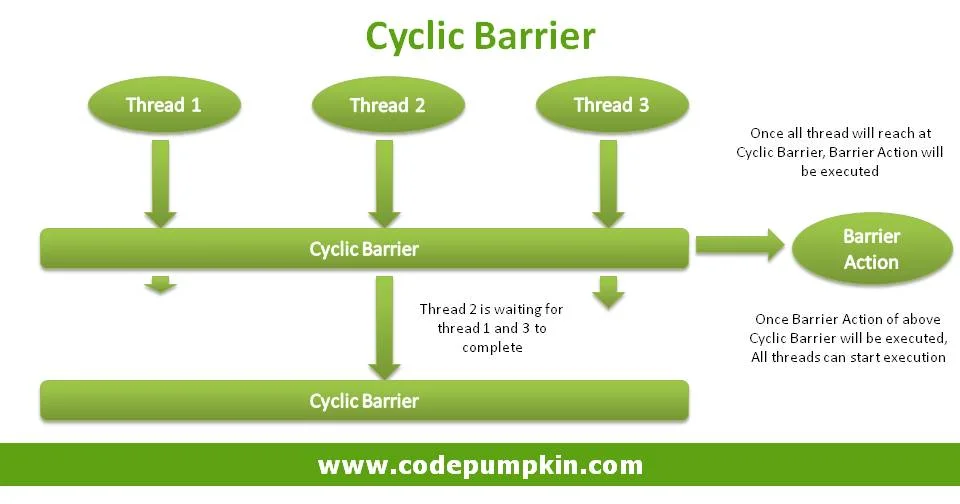 Cyclic Barrier
Thread 1
Thread 2
Thread 3
Once all thread will reach at
Cyclic Barrier, Barrier Action will
be executed
Cyclic Barrier
Barrier
Action
Thread 2 is waiting for
thread 1 and 3 to
complete
Once Barrier Action of above
Cyclic Barrier will be executed,
All threads can start execution
Cyclic Barrier
www.codepumpkin.com